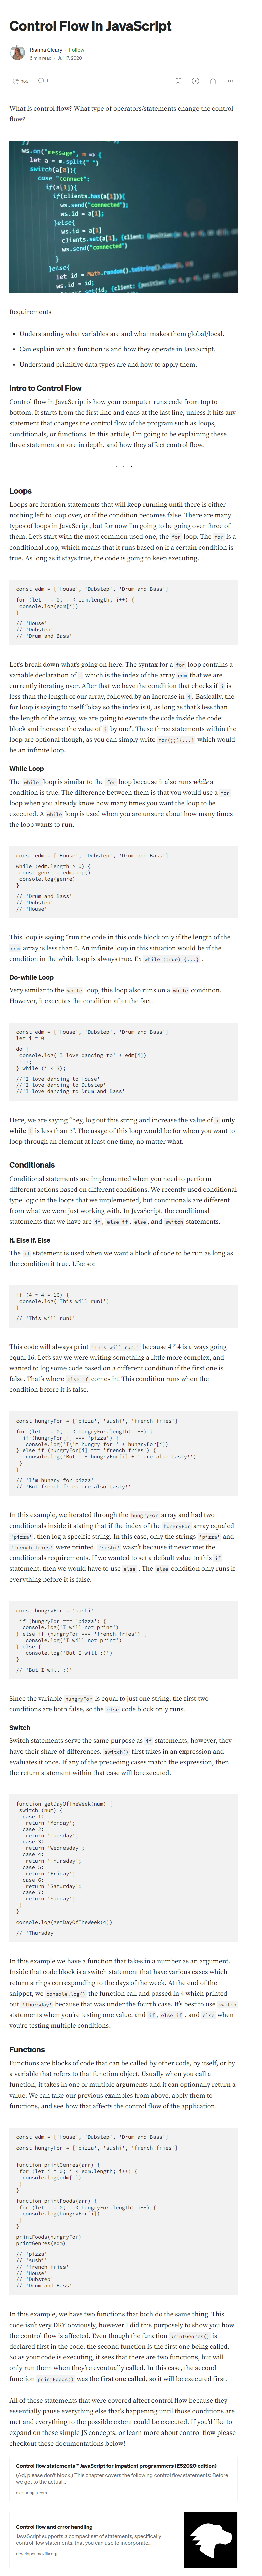 Control Flow in JavaScript
Rianna Cleary · Follow
5 min read · Jul 17, 2020
102
1
What is control flow? What type of operators/statements change the control
flow?
ws.on("message", m => {
let a = m.split(" ")
switch(a[0]){
case "connect":
if(a[1]){
if(clients.has(a[1])){
ws.send("connected");
ws.id = a[1];
}else{
ws.id = a[1]
clients.set(a[1], {client: {position: {
ws.send("connected")
}
}else{
let id = Math.random().toString()
ws.id = id;
Requirements
• Understanding what variables are and what makes them global/local.
• Can explain what a function is and how they operate in JavaScript.
• Understand primitive data types are and how to apply them.
Intro to Control Flow
Control flow in JavaScript is how your computer runs code from top to
bottom. It starts from the first line and ends at the last line, unless it hits any
statement that changes the control flow of the program such as loops,
conditionals, or functions. In this article, I'm going to be explaining these
three statements more in depth, and how they affect control flow.
. . .
Loops
Loops are iteration statements that will keep running until there is either
nothing left to loop over, or if the condition becomes false. There are many
types of loops in JavaScript, but for now I'm going to be going over three of
them. Let's start with the most common used one, the for loop. The for is a
conditional loop, which means that it runs based on if a certain condition is
true. As long as it stays true, the code is going to keep executing.
const edm = ['House', 'Dubstep', 'Drum and Bass']
for (let i = 0; i < edm.length; i++) {
console.log(edm[i])
}
// 'House'
// 'Dubstep'
// 'Drum and Bass'
Let's break down what's going on here. The syntax for a for loop contains a
variable declaration of i which is the index of the array edm that we are
currently iterating over. After that we have the condition that checks if i is
less than the length of our array, followed by an increase in i. Basically, the
for loop is saying to itself "okay so the index is 0, as long as that's less than
the length of the array, we are going execute the code inside the code
block and increase the value of i by one". These three statements within the
loop are optional though, as you can simply write for(;;){...} which would
be an infinite loop.
While Loop
The while loop is similar to the for loop because it also runs while a
condition is true. The difference between them is that you would use a for
loop when you already know how many times you want the loop to be
executed. A while loop is used when you are unsure about how many times
the loop wants to run.
const edm = ['House', 'Dubstep', 'Drum and Bass']
while (edm.length > 0) {
const genre = edm.pop()
console.log(genre)
}
// 'Drum and Bass'
// 'Dubstep'
// 'House'
This loop is saying "run the code in this code block only if the length of the
edm array is less than 0. An infinite loop in this situation would be if the
condition in the while loop is always true. Ex while (true) {...} .
Do-while Loop
Very similar to the while loop, this loop also runs on a while condition.
However, it executes the condition after the fact.
const edm = ['House', 'Dubstep', 'Drum and Bass']
let i = 0
do {
console.log('I love dancing to' + edm[i])
i++;
} while (i < 3);
//'I love dancing to House'
//'I love dancing to Dubstep'
//'I love dancing to Drum and Bass'
Here, we are saying "hey, log out this string and increase the value of i only
while i is less than 3". The usage of this loop would be for when you want to
loop through an element at least one time, no matter what.
Conditionals
Conditional statements are implemented when you need to perform
different actions based on different conditions. We recently used conditional
type logic in the loops that we implemented, but conditionals are different
from what we were just working with. In JavaScript, the conditional
statements that we have are if, else if, else, and switch statements.
If, Else If, Else
The if statement is used when we want a block of code to be run as long as
the condition it true. Like so:
if (4 * 4 = 16) {
console.log('This will run!')
}
// 'This will run!'
This code will always print 'This will run!' because 4 * 4 is always going
equal 16. Let's say we were writing something a little more complex, and
wanted to log some code based on a different condition if the first one is
false. That's where else if comes in! This condition runs when the
condition before it is false.
const hungryFor = ['pizza', 'sushi', 'french fries']
for (let i = 0; i < hungryFor.length; i++) {
if (hungryFor[i] === 'pizza') {
console.log('I\'m hungry for ' + hungryFor[i])
} else if (hungryFor[i] === 'french fries') {
console.log('But ' + hungryFor[i] + ' are also tasty!')
}
}
// 'I'm hungry for pizza'
// 'But french fries are also tasty!'
In this example, we iterated through the hungryFor array and had two
conditionals inside it stating that if the index of the hungryFor array equaled
'pizza', then log a specific string. In this case, only the strings 'pizza' and
'french fries' were printed. 'sushi' wasn't because it never met the
conditionals requirements. If we wanted to set a default value to this if
statement, then we would have to use else . The else condition only runs if
everything before it is false.
const hungryFor = 'sushi'
if (hungryFor === 'pizza') {
console.log('I will not print')
} else if (hungryFor === 'french fries') {
console.log('I will not print')
} else {
console.log('But I will :)')
}
// 'But I will :)'
Since the variable hungryFor is equal to just one string, the first two
conditions are both false, so the else code block only runs.
Switch
Switch statements serve the same purpose as if statements, however, they
have their share of differences. switch() first takes in an expression and
evaluates it once. If any of the preceding cases match the expression, then
the return statement within that case will be executed.
function getDayOfTheWeek(num) {
switch (num) {
case 1:
return 'Monday';
case 2:
return 'Tuesday';
case 3:
return 'Wednesday';
case 4:
return 'Thursday';
case 5:
return 'Friday';
case 6:
return 'Saturday';
case 7:
return 'Sunday';
}
}
console.log(getDayOfTheWeek(4))
// 'Thursday'
In this example we have a function that takes in a number as an argument.
Inside that code block is a switch statement that have various cases which
return strings corresponding to the days of the week. At the end of the
snippet, we console.log() the function call and passed in 4 which printed
out 'Thursday' because that was under the fourth case. It's best to use switch
statements when you're testing one value, and if, else if , and else when
you're testing multiple conditions.
Functions
Functions are blocks of code that can be called by other code, by itself, or by
a variable that refers to that function object. Usually when you call a
function, it takes in one or multiple arguments and it can optionally return a
value. We can take our previous examples from above, apply them to
functions, and see how that affects the control flow of the application.
const edm = ['House', 'Dubstep', 'Drum and Bass']
const hungryFor = ['pizza', 'sushi', 'french fries']
function printGenres(arr) {
for (let i = 0; i < edm.length; i++) {
console.log(edm[i])
}
}
function printFoods(arr) {
for (let i = 0; i < hungryFor.length; i++) {
console.log(hungryFor[i])
}
}
printFoods(hungryFor)
printGenres(edm)
// 'pizza'
// 'sushi'
// 'french fries'
// 'House'
// 'Dubstep'
// 'Drum and Bass'
In this example, we have two functions that both do the same thing. This
code isn't very DRY obviously, however I did this purposely to show you how
the control flow is affected. Even though the function printGenres() is
declared first in the code, the second function is the first one being called.
So as your code is executing, it sees that there are two functions, but will
only run them when they're eventually called. In this case, the second
function printFoods() was the first one called, so it will be executed first.
All of these statements that were covered affect control flow because they
essentially pause everything else that's happening until those conditions are
met and everything to the possible extent could be executed. If you'd like to
expand on these simple JS concepts, or learn more about control flow please
checkout these documentations below!
Control flow statements * JavaScript for impatient programmers (ES2020 edition)
(Ad, please don't block.) This chapter covers the following control flow statements: Before
we get to the actual...
exploringjs.com
Control flow and error handling
JavaScript supports a compact set of statements, specifically
control flow statements, that you can use to incorporate...
developer.mozilla.org